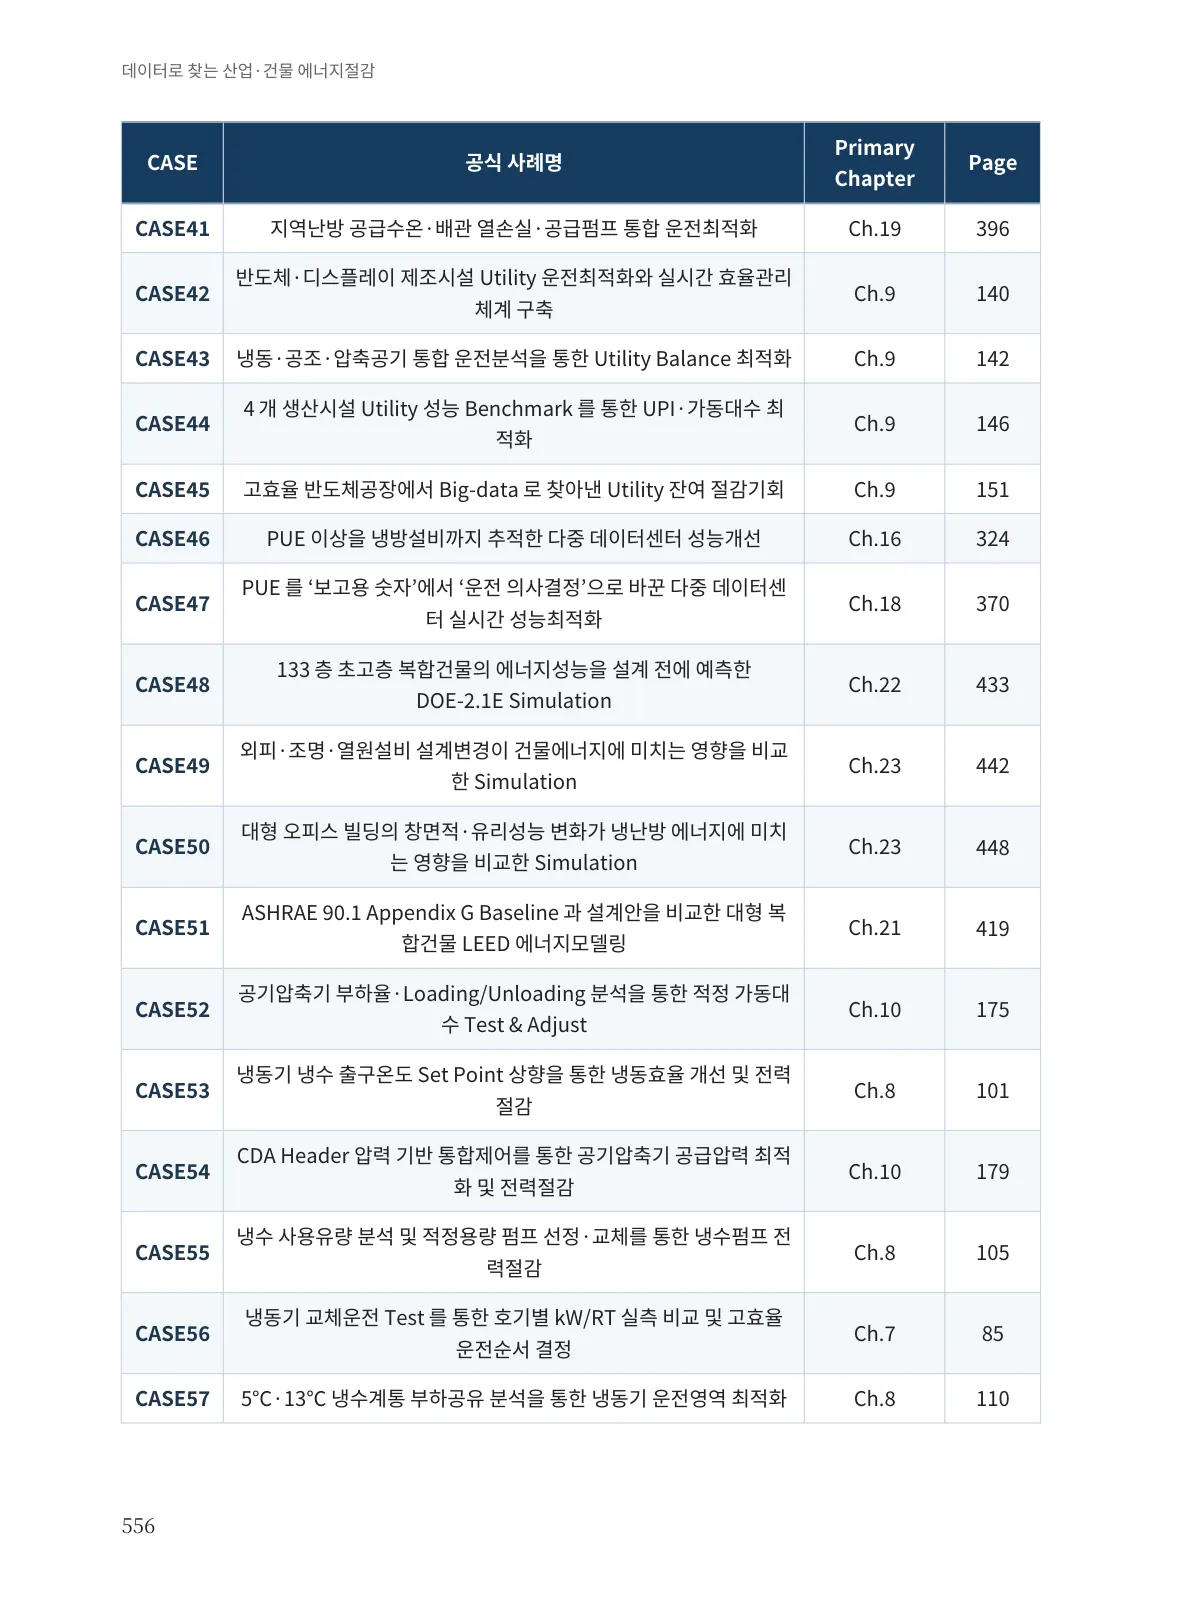 데이터로 찾는 산업·건물 에너지절감
CASE
공식 사례명
Primary
Chapter
Page
CASE41
지역난방 공급수온·배관 열손실·공급펌프 통합 운전최적화
Ch.19
396
CASE42
반도체·디스플레이 제조시설 Utility 운전최적화와 실시간 효율관리
체계 구축
Ch.9
140
CASE43
냉동·공조·압축공기 통합 운전분석을 통한 Utility Balance 최적화
Ch.9
142
CASE44
4 개 생산시설 Utility 성능 Benchmark 를 통한 UPI·가동대수 최
적화
Ch.9
146
CASE45
고효율 반도체공장에서 Big-data 로 찾아낸 Utility 잔여 절감기회
Ch.9
151
CASE46
PUE 이상을 냉방설비까지 추적한 다중 데이터센터 성능개선
Ch.16
324
CASE47
PUE 를 ‘보고용 숫자’에서 ‘운전 의사결정’으로 바꾼 다중 데이터센
터 실시간 성능최적화
Ch.18
370
CASE48
133 층 초고층 복합건물의 에너지성능을 설계 전에 예측한
DOE-2.1E Simulation
Ch.22
433
CASE49
외피·조명·열원설비 설계변경이 건물에너지에 미치는 영향을 비교
한 Simulation
Ch.23
442
CASE50
대형 오피스 빌딩의 창면적·유리성능 변화가 냉난방 에너지에 미치
는 영향을 비교한 Simulation
Ch.23
448
CASE51
ASHRAE 90.1 Appendix G Baseline 과 설계안을 비교한 대형 복
합건물 LEED 에너지모델링
Ch.21
419
CASE52
공기압축기 부하율·Loading/Unloading 분석을 통한 적정 가동대
수 Test & Adjust
Ch.10
175
CASE53
냉동기 냉수 출구온도 Set Point 상향을 통한 냉동효율 개선 및 전력
절감
Ch.8
101
CASE54
CDA Header 압력 기반 통합제어를 통한 공기압축기 공급압력 최적
화 및 전력절감
Ch.10
179
CASE55
냉수 사용유량 분석 및 적정용량 펌프 선정·교체를 통한 냉수펌프 전
력절감
Ch.8
105
CASE56
냉동기 교체운전 Test 를 통한 호기별 kW/RT 실측 비교 및 고효율
운전순서 결정
Ch.7
85
CASE57
5℃·13℃ 냉수계통 부하공유 분석을 통한 냉동기 운전영역 최적화
Ch.8
110
556